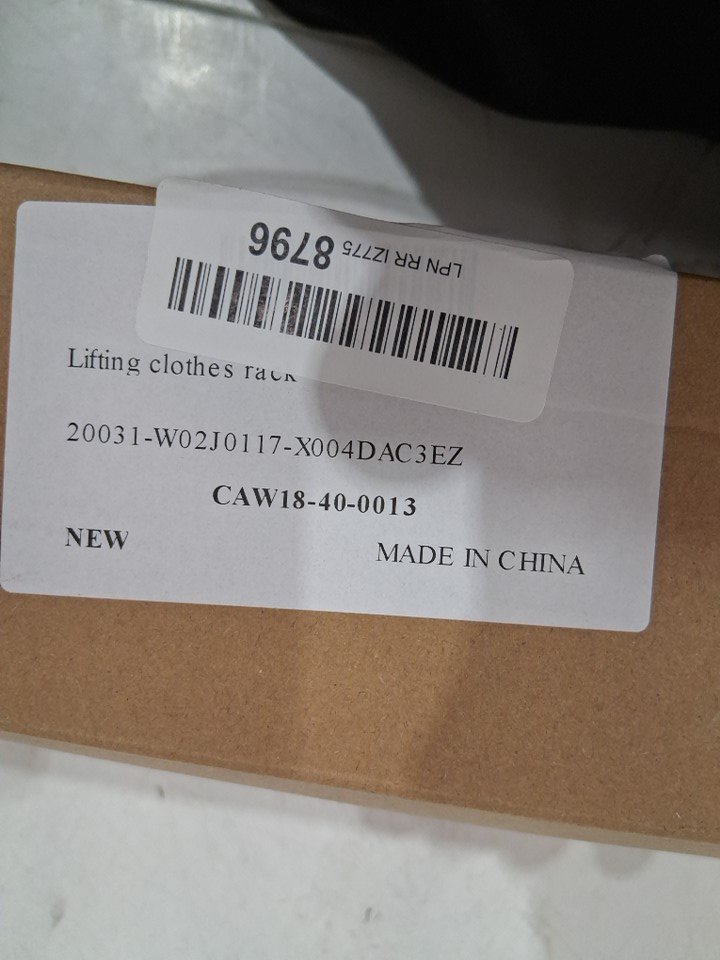 LPN RR IZ775 8796
Lifting clothes rack
20031-W02J0117-X004DAC3EZ
CAW18-40-0013
NEW
MADE IN CHINA